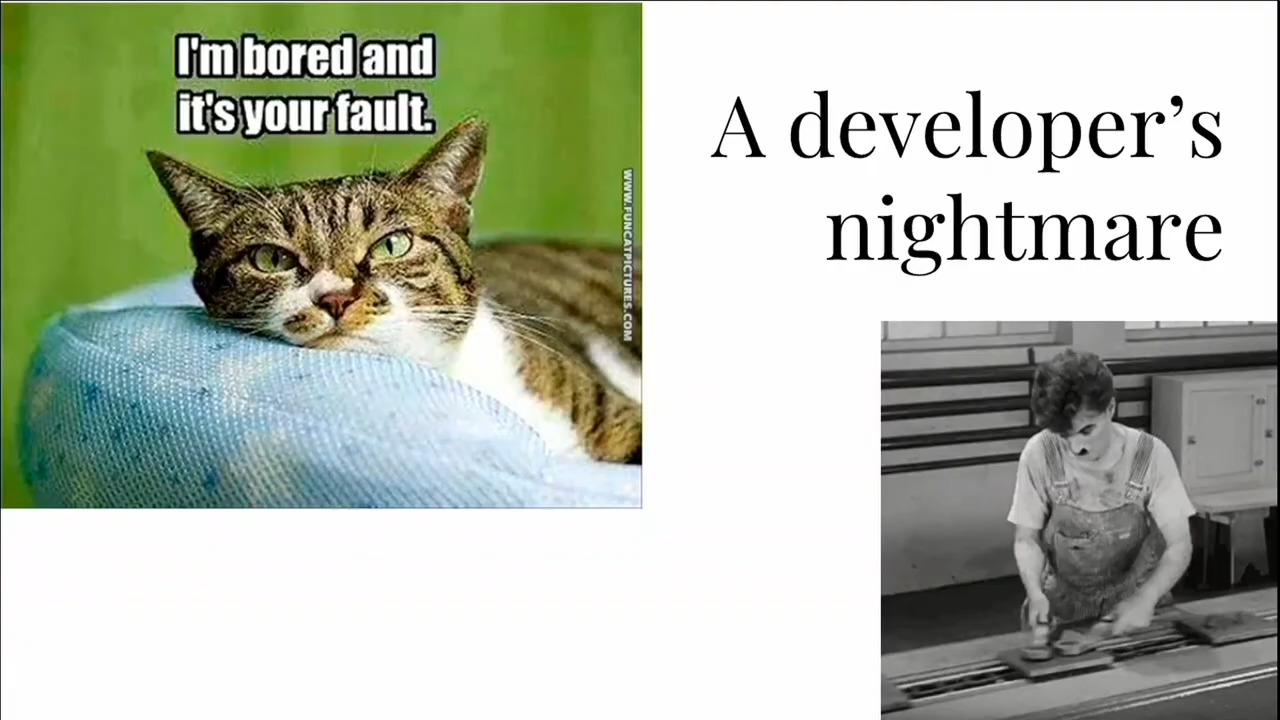 I'm bored and
it's your fault.
WWW.FUNCATPICTURES.COM
A developer’s
nightmare